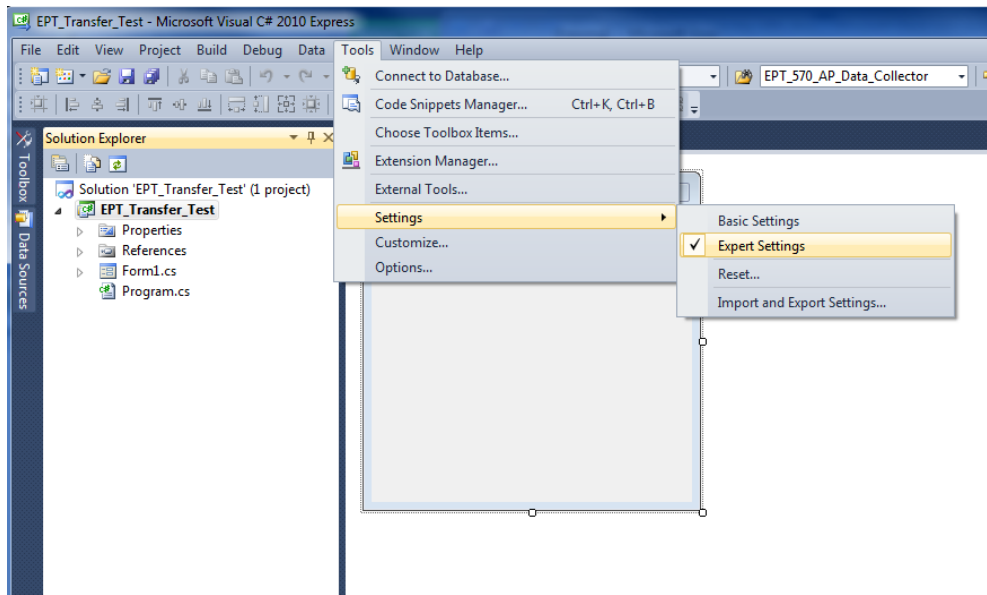 EPT_Transfer_Test - Microsoft Visual C# 2010 Express
File Edit View Project Build Debug Data Tools Window Help
EPT_570_AP_Data_Collector
Connect to Database...
Code Snippets Manager... Ctrl+K, Ctrl+B
Choose Toolbox Items...
Extension Manager...
External Tools...
Settings
Customize...
Options...
Basic Settings
Expert Settings
Reset...
Import and Export Settings...
Toolbox
Data Sources
Solution Explorer
Solution 'EPT_Transfer_Test' (1 project)
EPT_Transfer_Test
Properties
References
Form1.cs
Program.cs